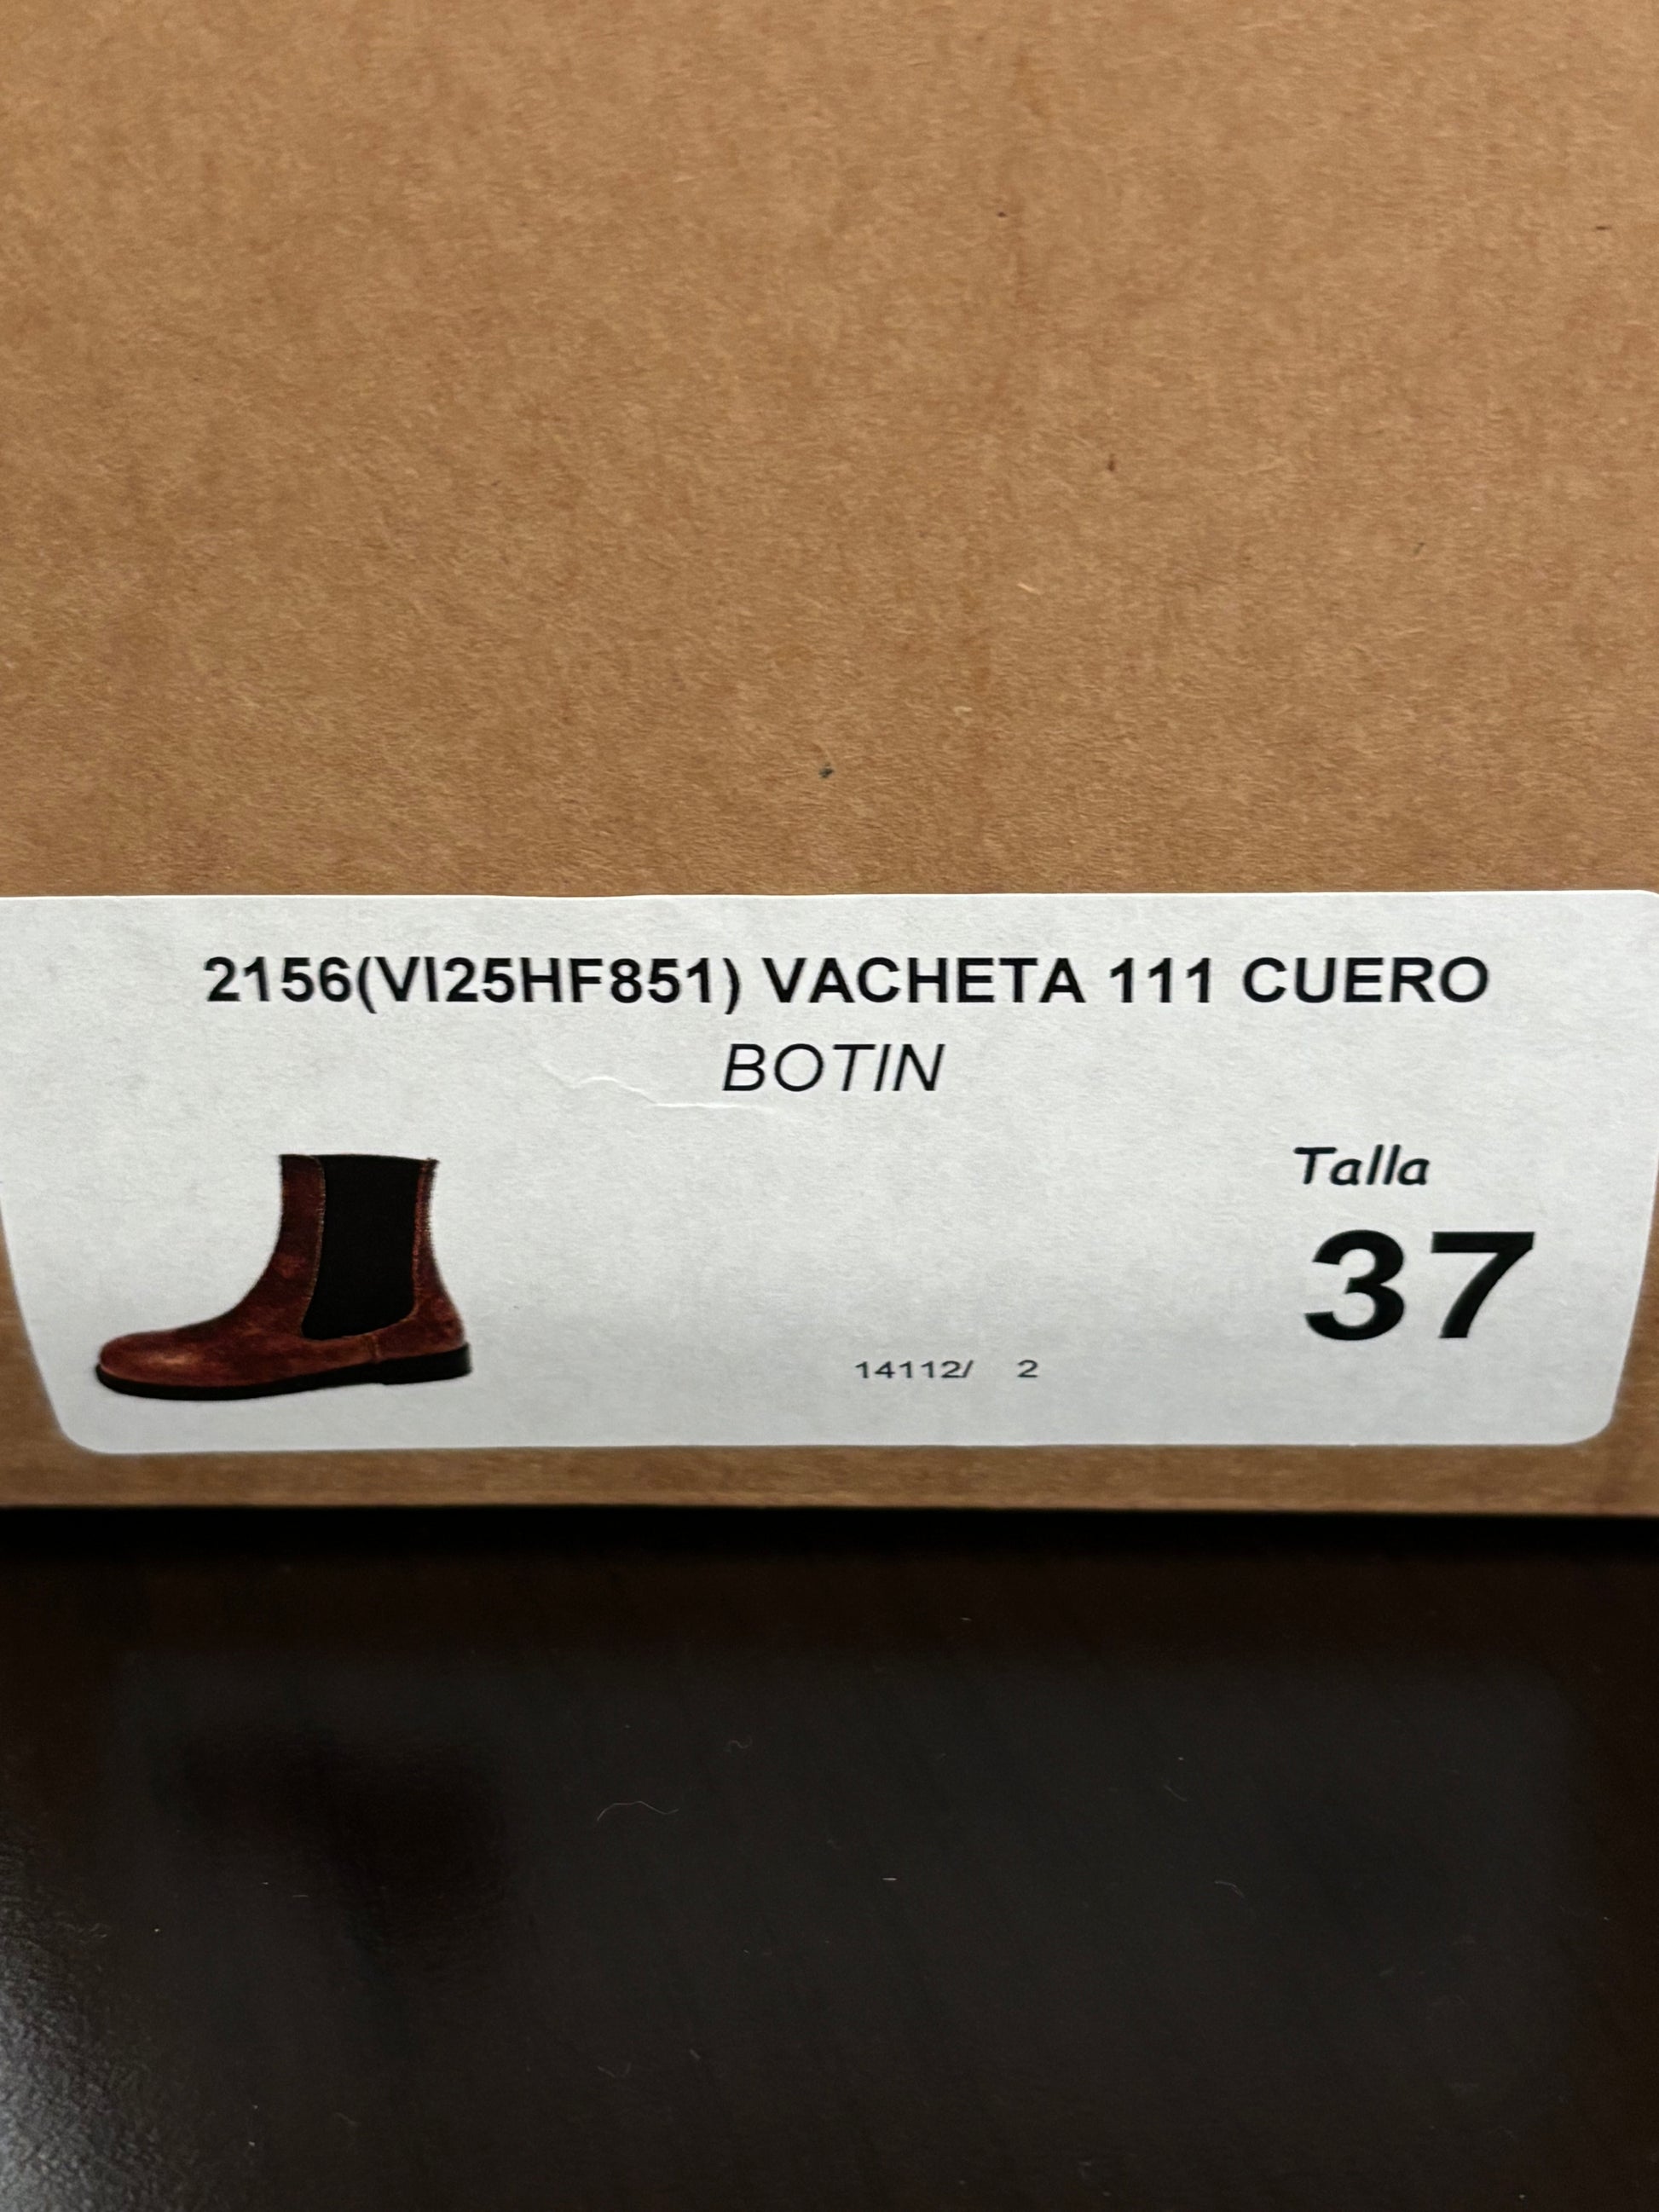 2156(VI25HF851) VACHETA 111 CUERO
BOTIN
Talla
37
14112/ 2